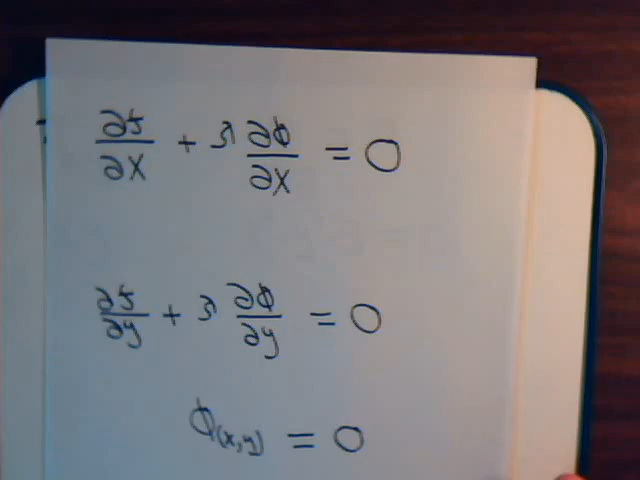 ∂f/∂x + λ ∂ϕ/∂x = 0
∂f/∂y + λ ∂ϕ/∂y = 0
ϕ(x,y) = 0